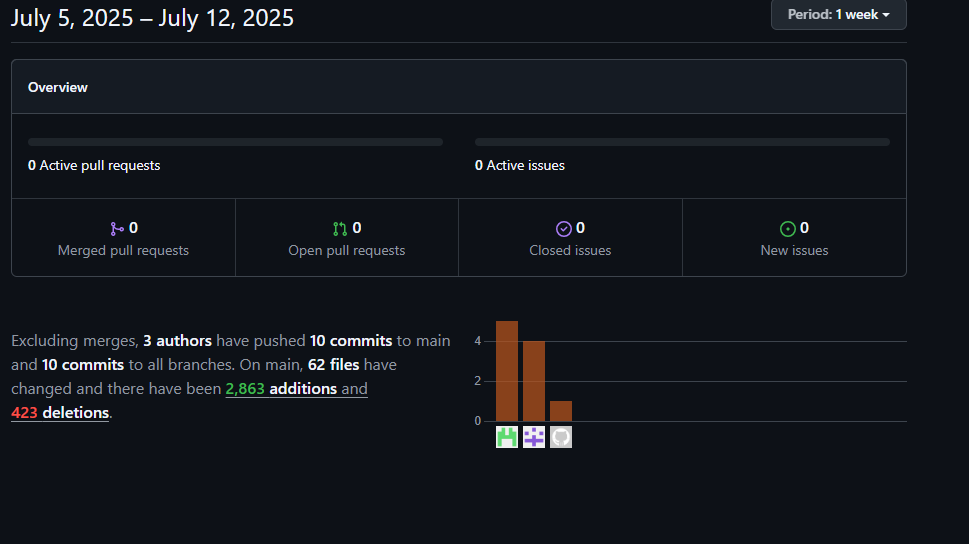 July 5, 2025 – July 12, 2025
Period: 1 week
Overview
0 Active pull requests
0 Active issues
0
Merged pull requests
0
Open pull requests
0
Closed issues
0
New issues
Excluding merges, 3 authors have pushed 10 commits to main
and 10 commits to all branches. On main, 62 files have
changed and there have been 2,863 additions and
423 deletions.
4
2
0